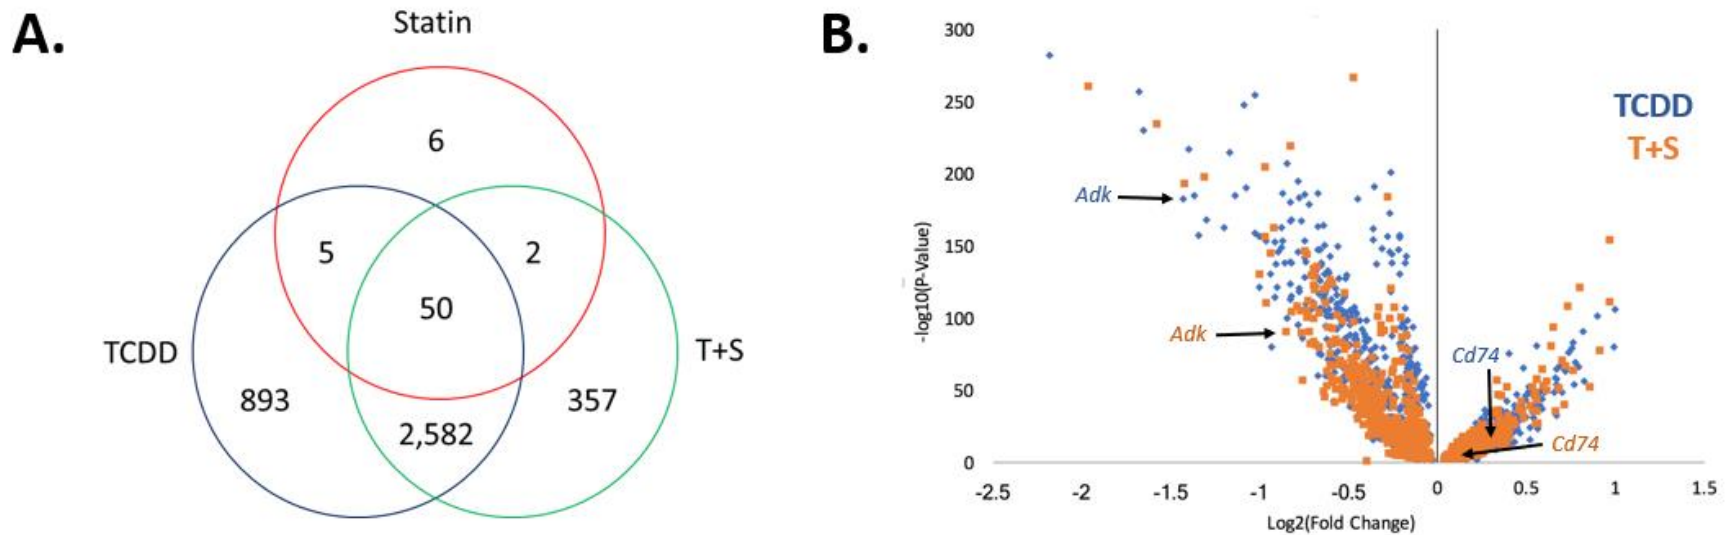 A.
Statin
6
5
2
50
TCDD
T+S
893
357
2,582
B.
300
250
200
150
100
50
0
-log10(P-Value)
TCDD
T+S
Adk
Adk
Cd74
Cd74
-2.5 -2 -1.5 -1 -0.5 0 0.5 1 1.5
Log2(Fold Change)